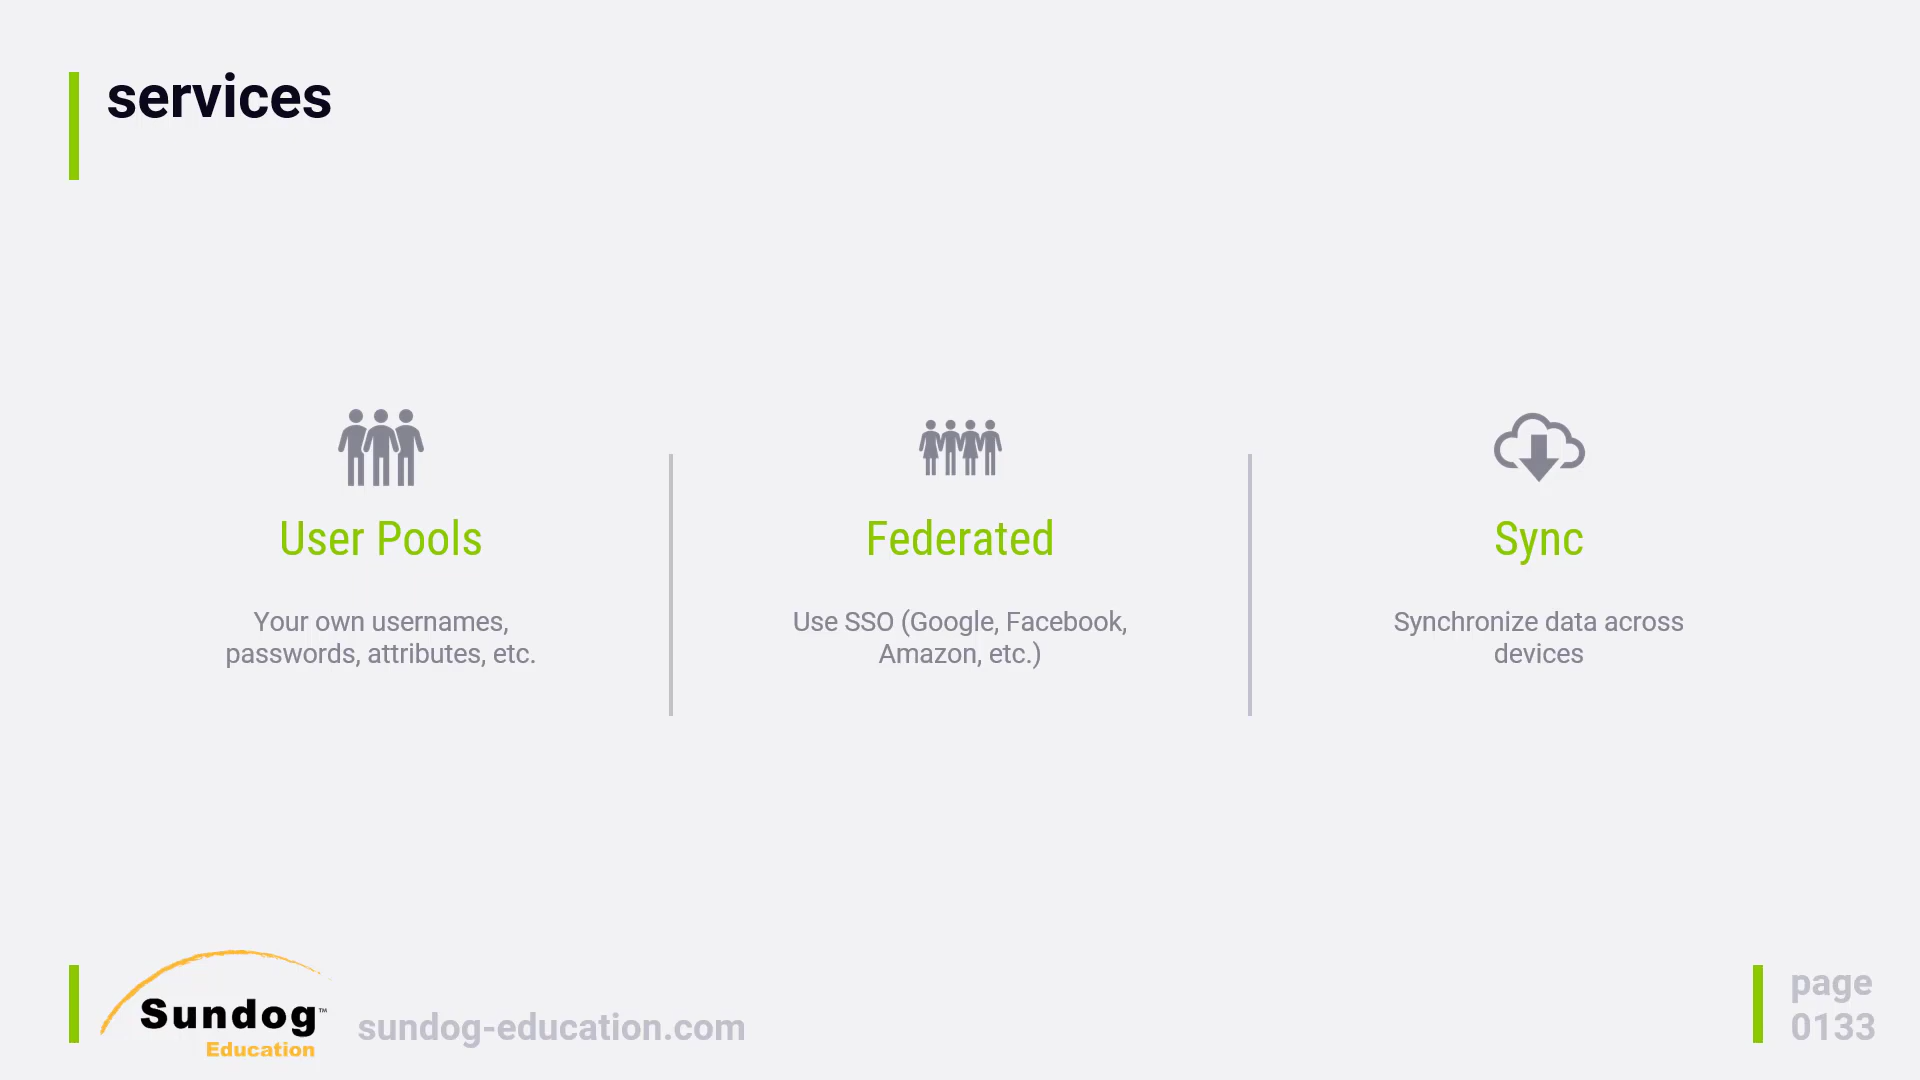 services
User Pools
Your own usernames,
passwords, attributes, etc.
Federated
Use SSO (Google, Facebook,
Amazon, etc.)
Sync
Synchronize data across
devices
Sundog™
Education
sundog-education.com
page
0133